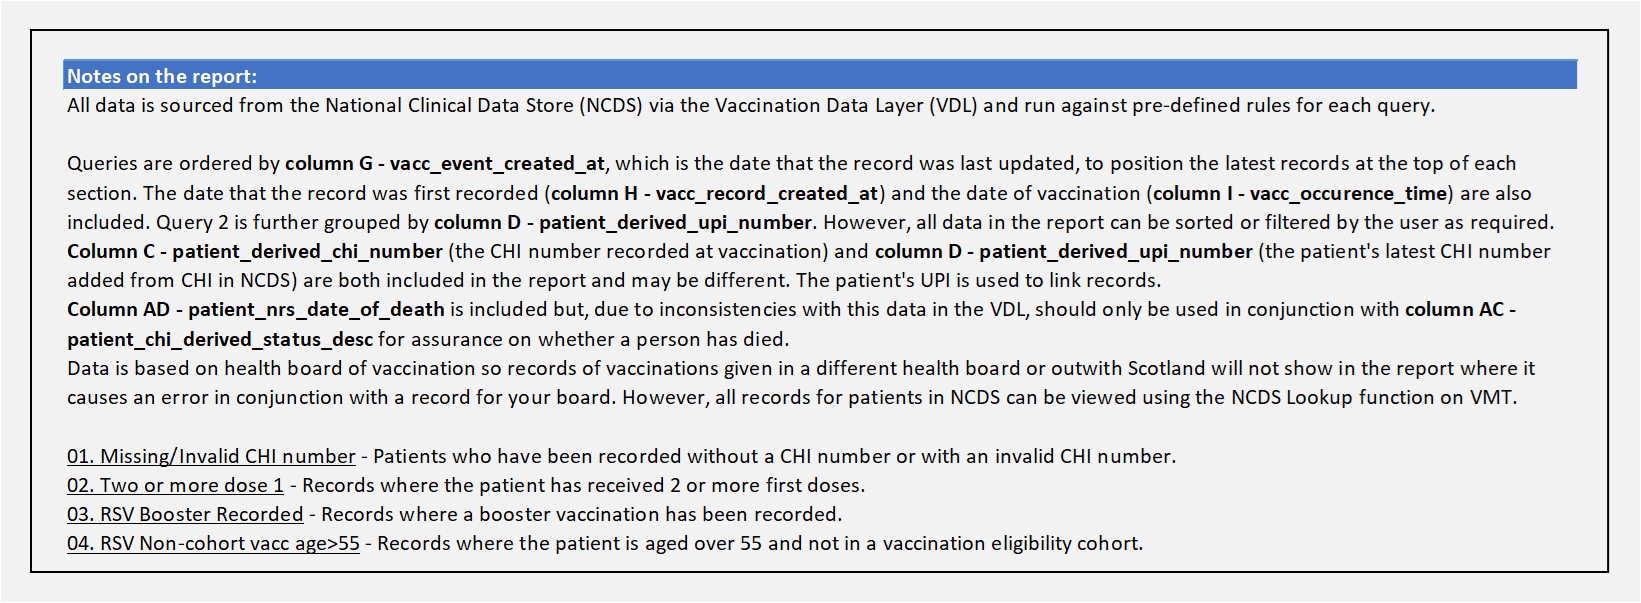 Notes on the report:
All data is sourced from the National Clinical Data Store (NCDS) via the Vaccination Data Layer (VDL) and run against pre-defined rules for each query.
Queries are ordered by column G - vacc_event_created_at, which is the date that the record was last updated, to position the latest records at the top of each
section. The date that the record was first recorded (column H - vacc_record_created_at) and the date of vaccination (column I - vacc_occurence_time) are also
included. Query 2 is further grouped by column D - patient_derived_upi_number. However, all data in the report can be sorted or filtered by the user as required.
Column C - patient_derived_chi_number (the CHI number recorded at vaccination) and column D - patient_derived_upi_number (the patient's latest CHI number
added from CHI in NCDS) are both included in the report and may be different. The patient's UPI is used to link records.
Column AD - patient_nrs_date_of_death is included but, due to inconsistencies with this data in the VDL, should only be used in conjunction with column AC -
patient_chi_derived_status_desc for assurance on whether a person has died.
Data is based on health board of vaccination so records of vaccinations given in a different health board or outwith Scotland will not show in the report where it
causes an error in conjunction with a record for your board. However, all records for patients in NCDS can be viewed using the NCDS Lookup function on VMT.
01. Missing/Invalid CHI number - Patients who have been recorded without a CHI number or with an invalid CHI number.
02. Two or more dose 1 - Records where the patient has received 2 or more first doses.
03. RSV Booster Recorded - Records where a booster vaccination has been recorded.
04. RSV Non-cohort vacc age>55 - Records where the patient is aged over 55 and not in a vaccination eligibility cohort.